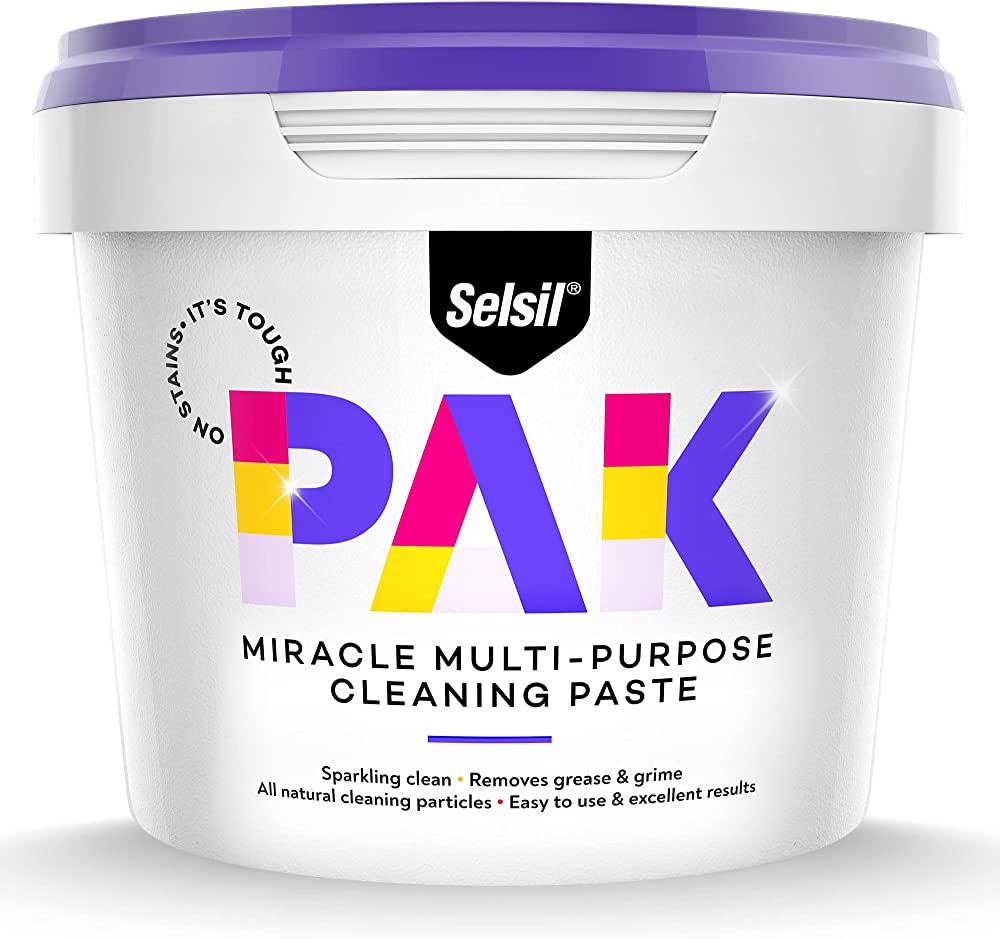 Selsil®
IT'S TOUGH ON STAINS •
PAK
MIRACLE MULTI-PURPOSE
CLEANING PASTE
Sparkling clean • Removes grease & grime
All natural cleaning particles • Easy to use & excellent results